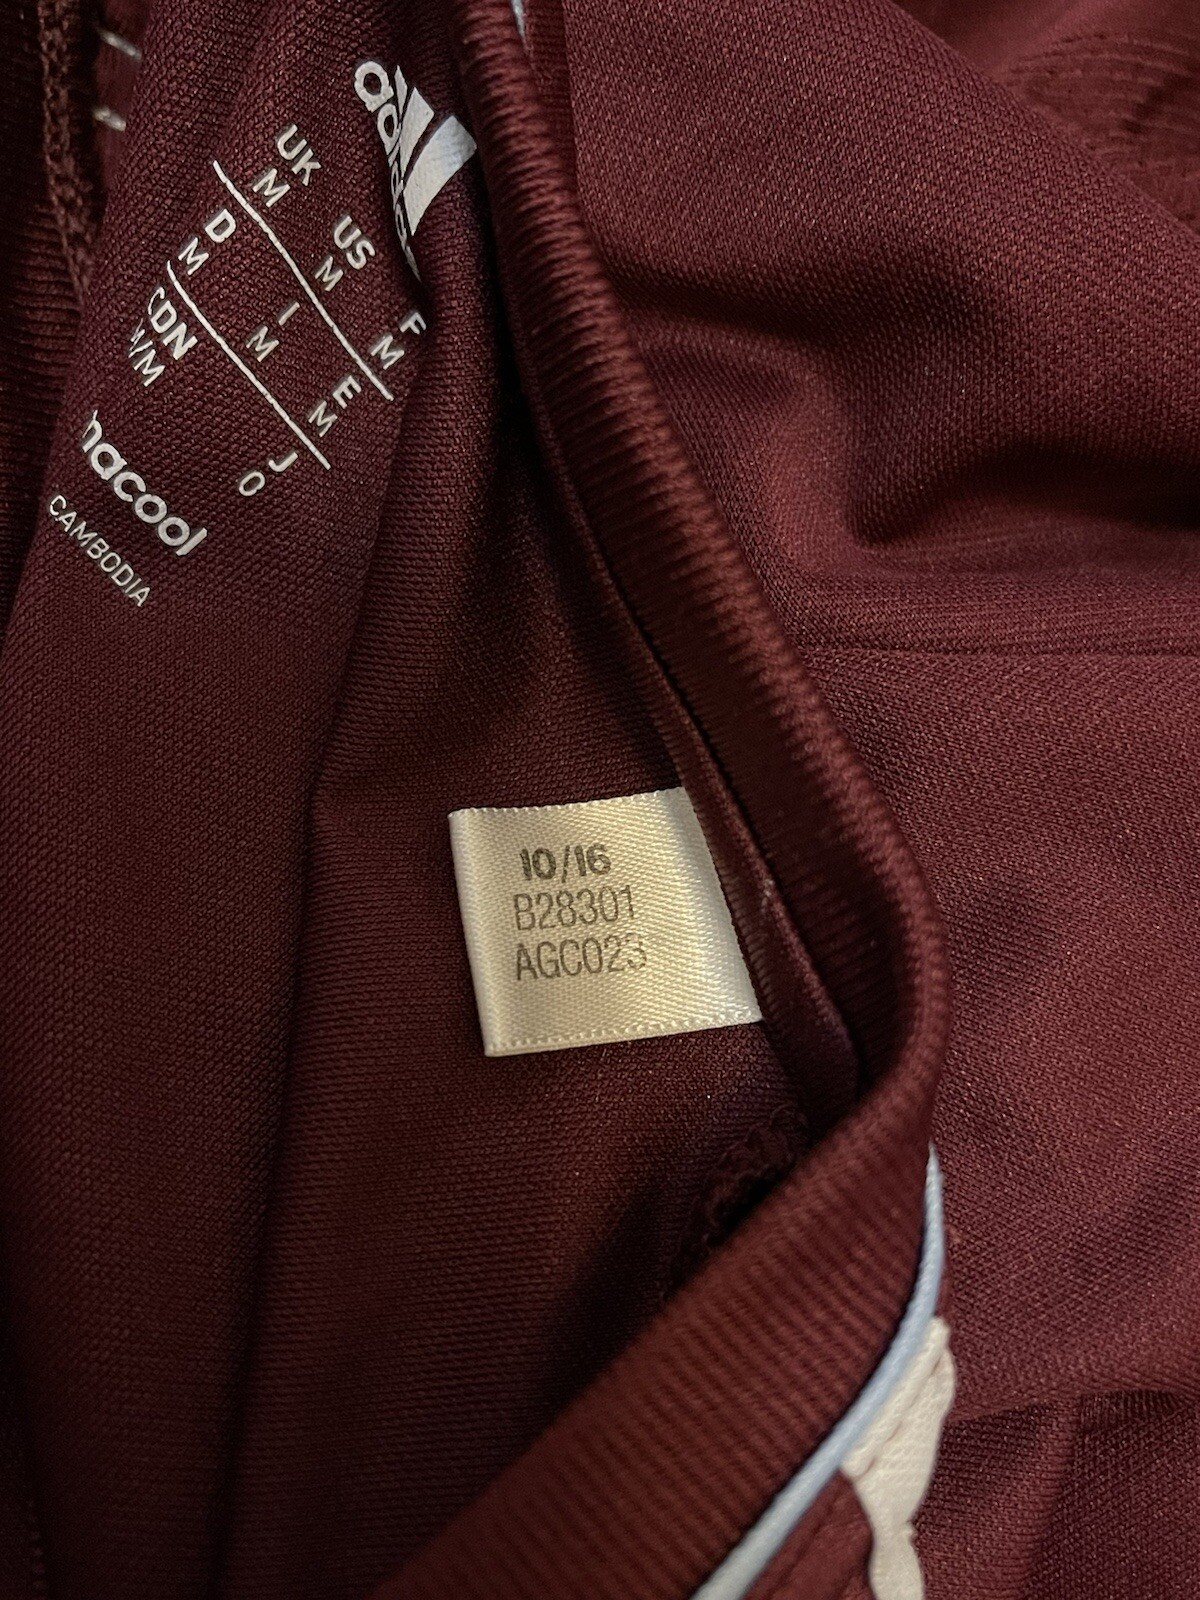 adidas
UK US F
M M M
D I E
M M M
CDN J
/M O
macool
CAMBODIA
10/16
B28301
AGC023